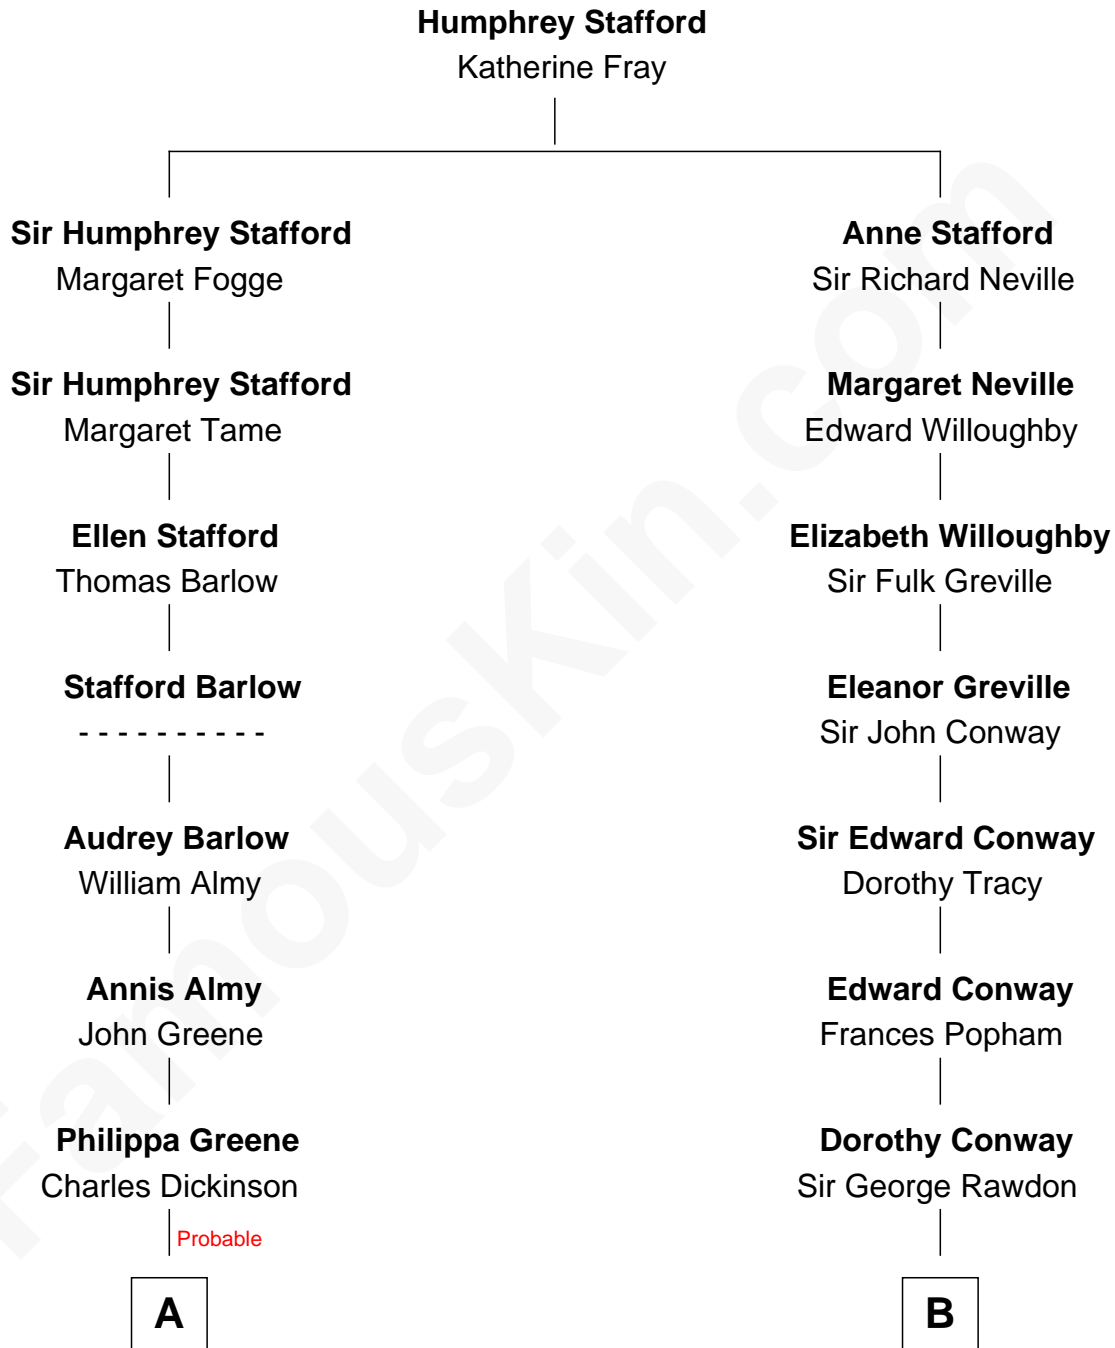 Humphrey Stafford
Katherine Fray
Sir Humphrey Stafford
Margaret Fogge
Anne Stafford
Sir Richard Neville
Sir Humphrey Stafford
Margaret Tame
Margaret Neville
Edward Willoughby
Ellen Stafford
Thomas Barlow
Elizabeth Willoughby
Sir Fulk Greville
Stafford Barlow
- - - - - - - - - -
Eleanor Greville
Sir John Conway
Audrey Barlow
William Almy
Sir Edward Conway
Dorothy Tracy
Annis Almy
John Greene
Edward Conway
Frances Popham
Philippa Greene
Charles Dickinson
Dorothy Conway
Sir George Rawdon
Probable
A
B
FamousKin.com